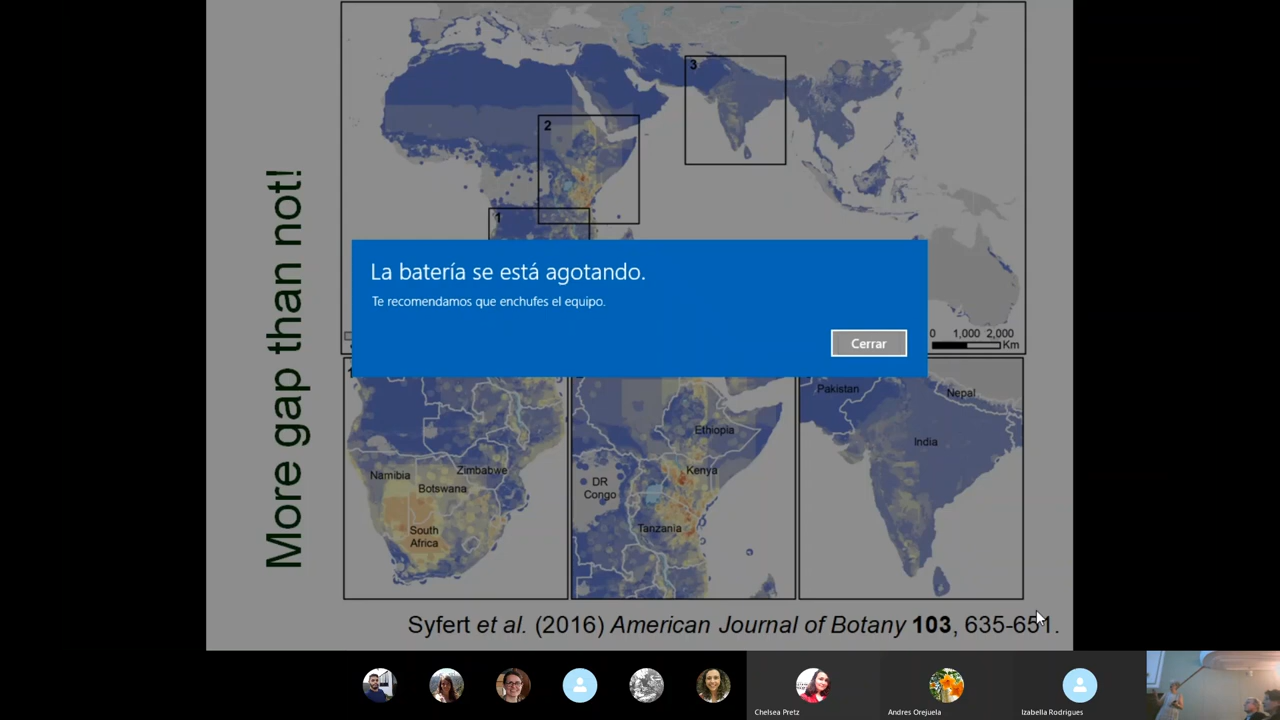 More gap than not!
3
2
1
La batería se está agotando.
Te recomendamos que enchufes el equipo.
Cerrar
0 1,000 2,000
Km
Namibia
Zimbabwe
Botswana
South
Africa
Ethiopia
Kenya
DR
Congo
Tanzania
Pakistan
Nepal
India
Syfert et al. (2016) American Journal of Botany 103, 635-651.
Chelsea Pretz
Andres Orejuela
Izabella Rodrigues